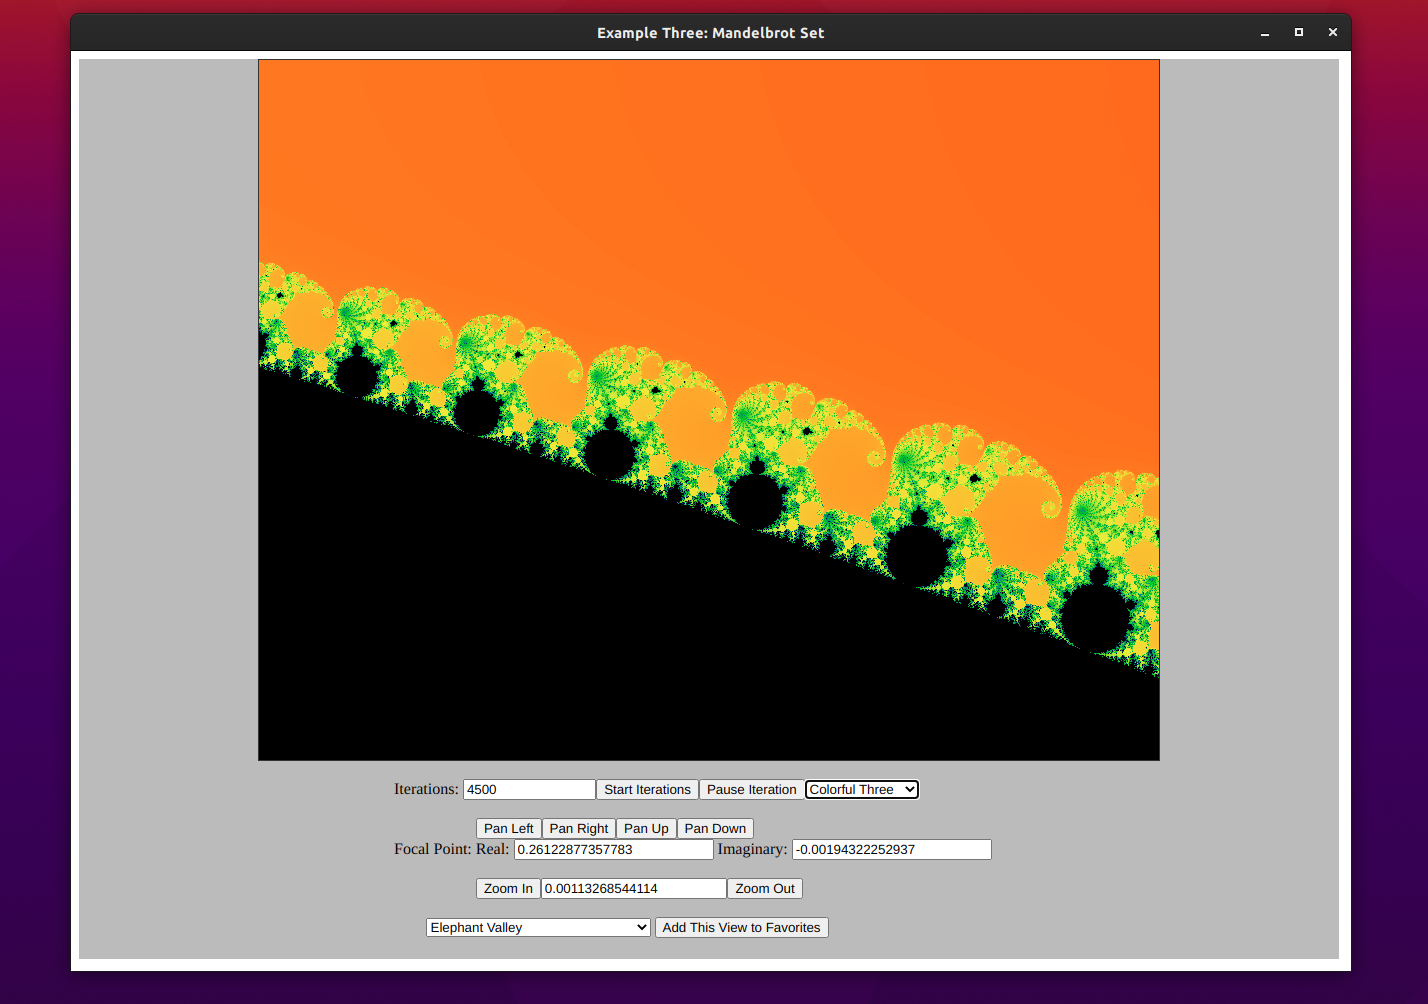 Example Three: Mandelbrot Set
Iterations: 4500 Start Iterations Pause Iteration Colorful Three
Pan Left Pan Right Pan Up Pan Down
Focal Point: Real: 0.26122877357783 Imaginary: -0.00194322252937
Zoom In 0.00113268544114 Zoom Out
Elephant Valley Add This View to Favorites